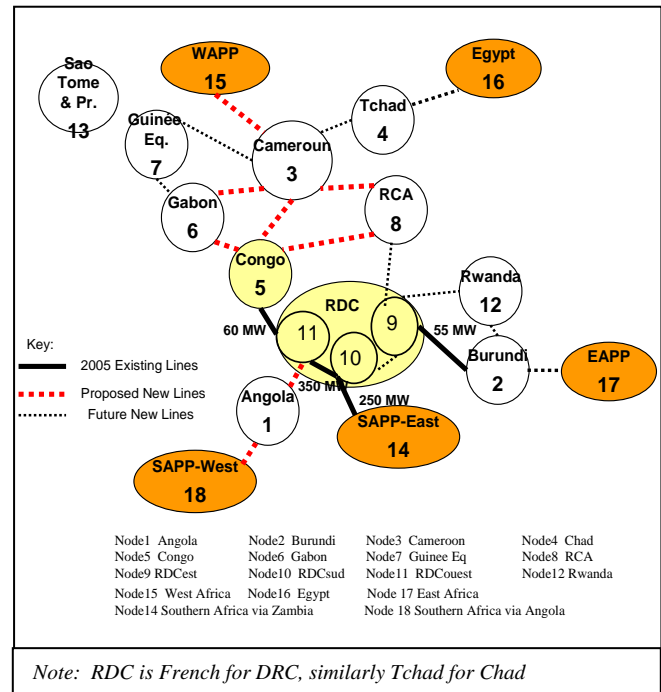 WAPP
15
Egypt
16
Sao
Tome
& Pr.
13
Tchad
4
Guinée
Eq.
7
Cameroun
3
Gabon
6
RCA
8
Congo
5
RDC
Rwanda
12
60 MW
11
9
55 MW
10
Burundi
2
EAPP
17
Key:
2005 Existing Lines
Proposed New Lines
Future New Lines
350 MW
250 MW
Angola
1
SAPP-East
14
SAPP-West
18
Node1 Angola Node2 Burundi Node3 Cameroon Node4 Chad
Node5 Congo Node6 Gabon Node7 Guinee Eq Node8 RCA
Node9 RDCest Node10 RDCsud Node11 RDCouest Node12 Rwanda
Node15 West Africa Node16 Egypt Node 17 East Africa
Node14 Southern Africa via Zambia Node 18 Southern Africa via Angola
Note: RDC is French for DRC, similarly Tchad for Chad